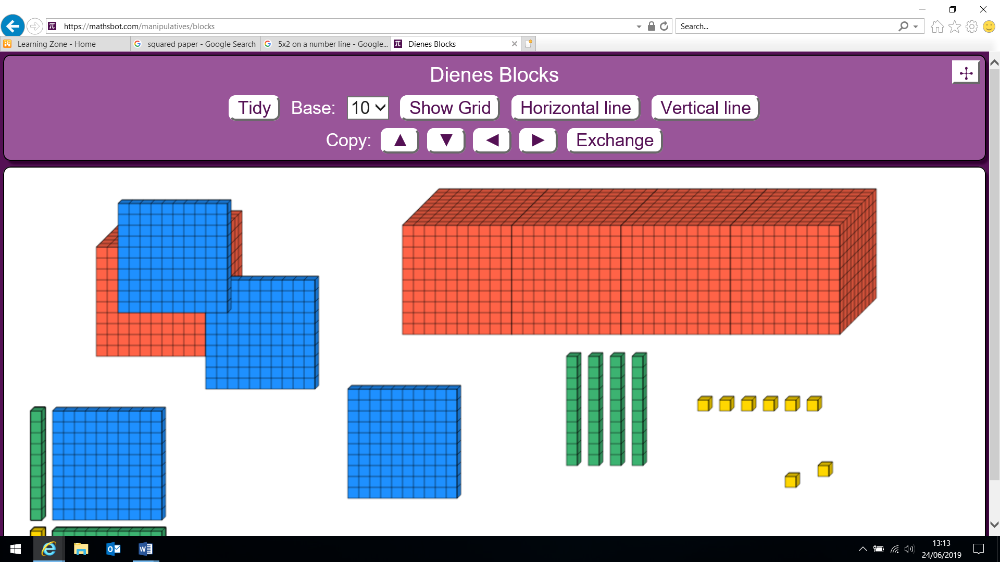 https://mathsbot.com/manipulatives/blocks
Search...
Learning Zone - Home
squared paper - Google Search
5x2 on a number line - Google...
Dienes Blocks
Dienes Blocks
Tidy Base: 10 Show Grid Horizontal line Vertical line
Copy: ▲ ▼ ◀ ▶ Exchange
13:13
24/06/2019